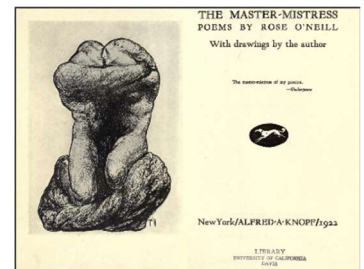 THE MASTER-MISTRESS
POEMS BY ROSE O'NEILL
With drawings by the author
The master-mistress of my passion.
—Shakespeare
New York/ALFRED·A·KNOPF/1922
LIBRARY
UNIVERSITY OF CALIFORNIA
DAVIS